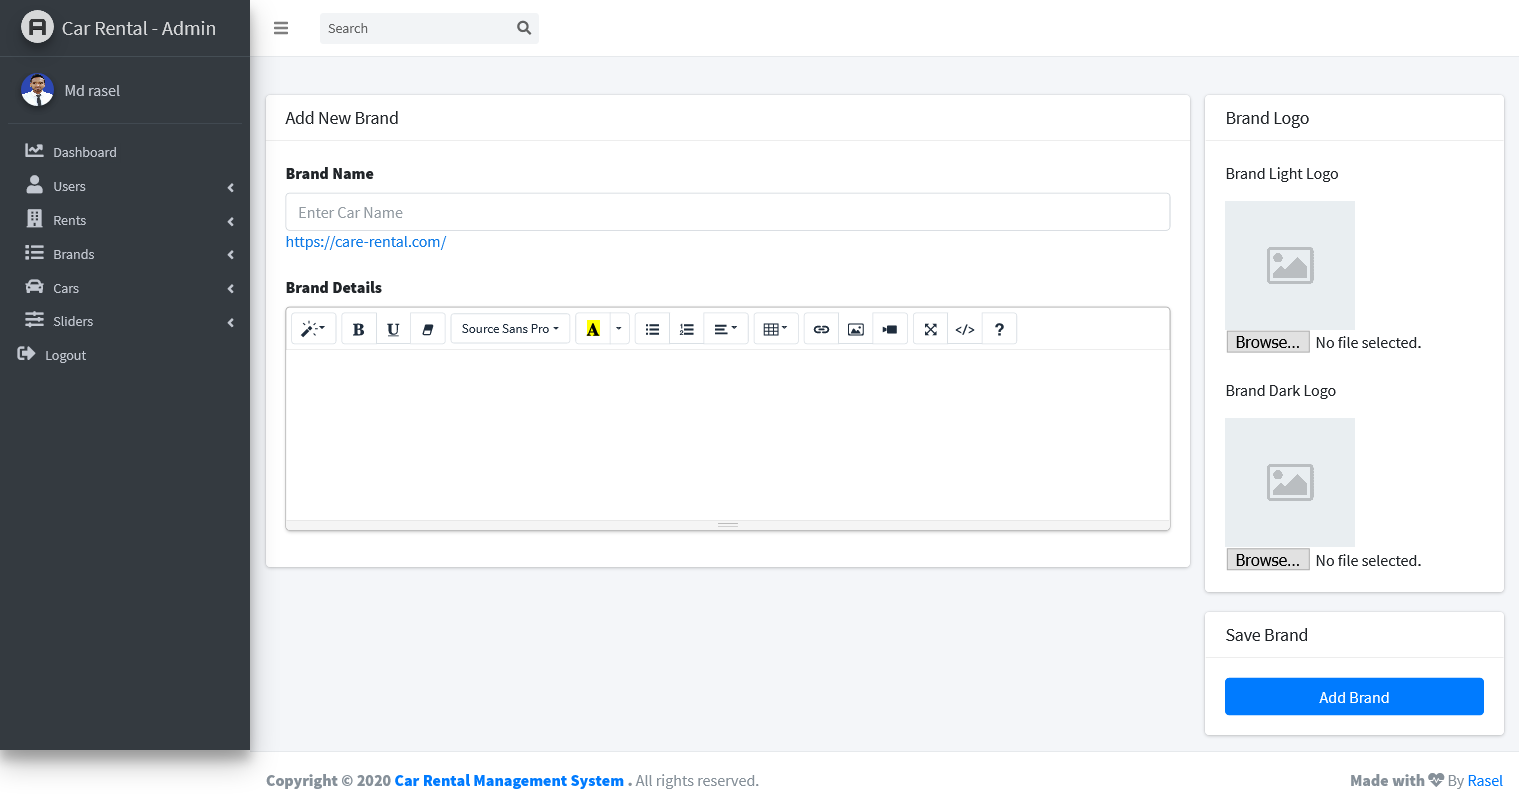 Car Rental - Admin
Search
Md rasel
Dashboard
Users
Rents
Brands
Cars
Sliders
Logout
Add New Brand
Brand Name
Enter Car Name
https://care-rental.com/
Brand Details
B U Source Sans Pro A </> ?
Brand Logo
Brand Light Logo
Browse... No file selected.
Brand Dark Logo
Browse... No file selected.
Save Brand
Add Brand
Copyright © 2020 Car Rental Management System . All rights reserved.
Made with By Rasel